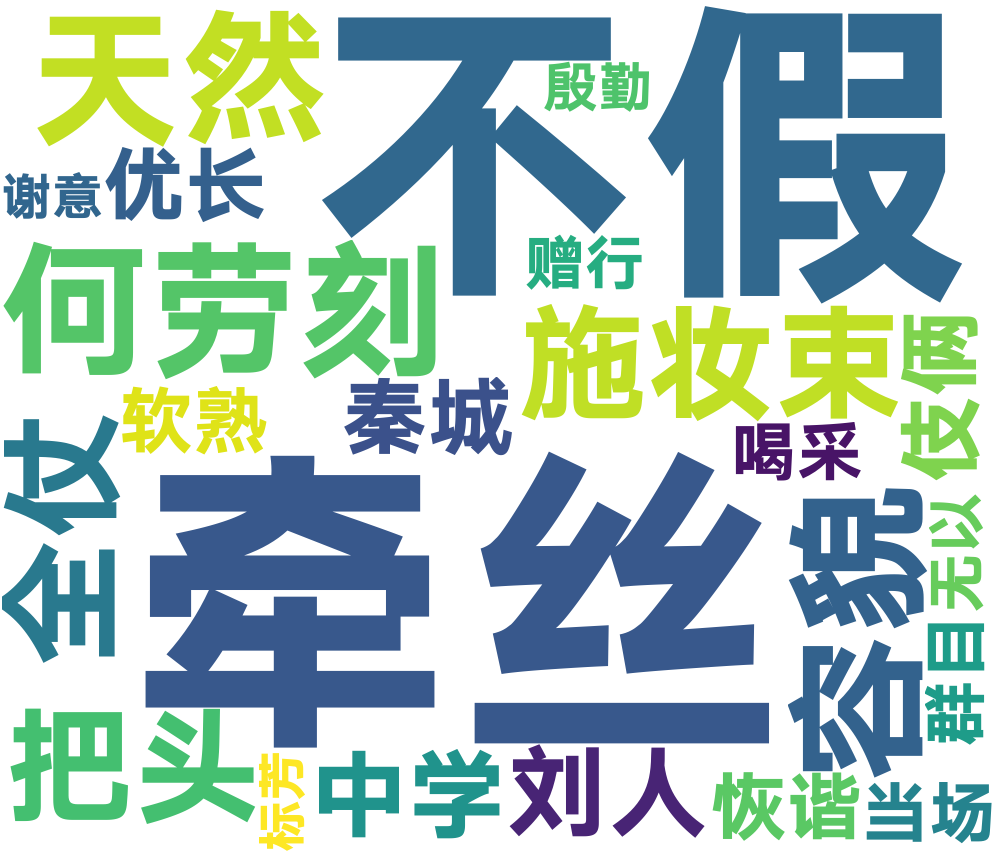 天然
不假
殷勤
谢意
优长
赠行
何劳刻
施妆束
伎俩
软熟
秦城
喝采
全仗
牵丝
容貌
无以
群目
把头
标芳
中学
刘人
恢谐
当场